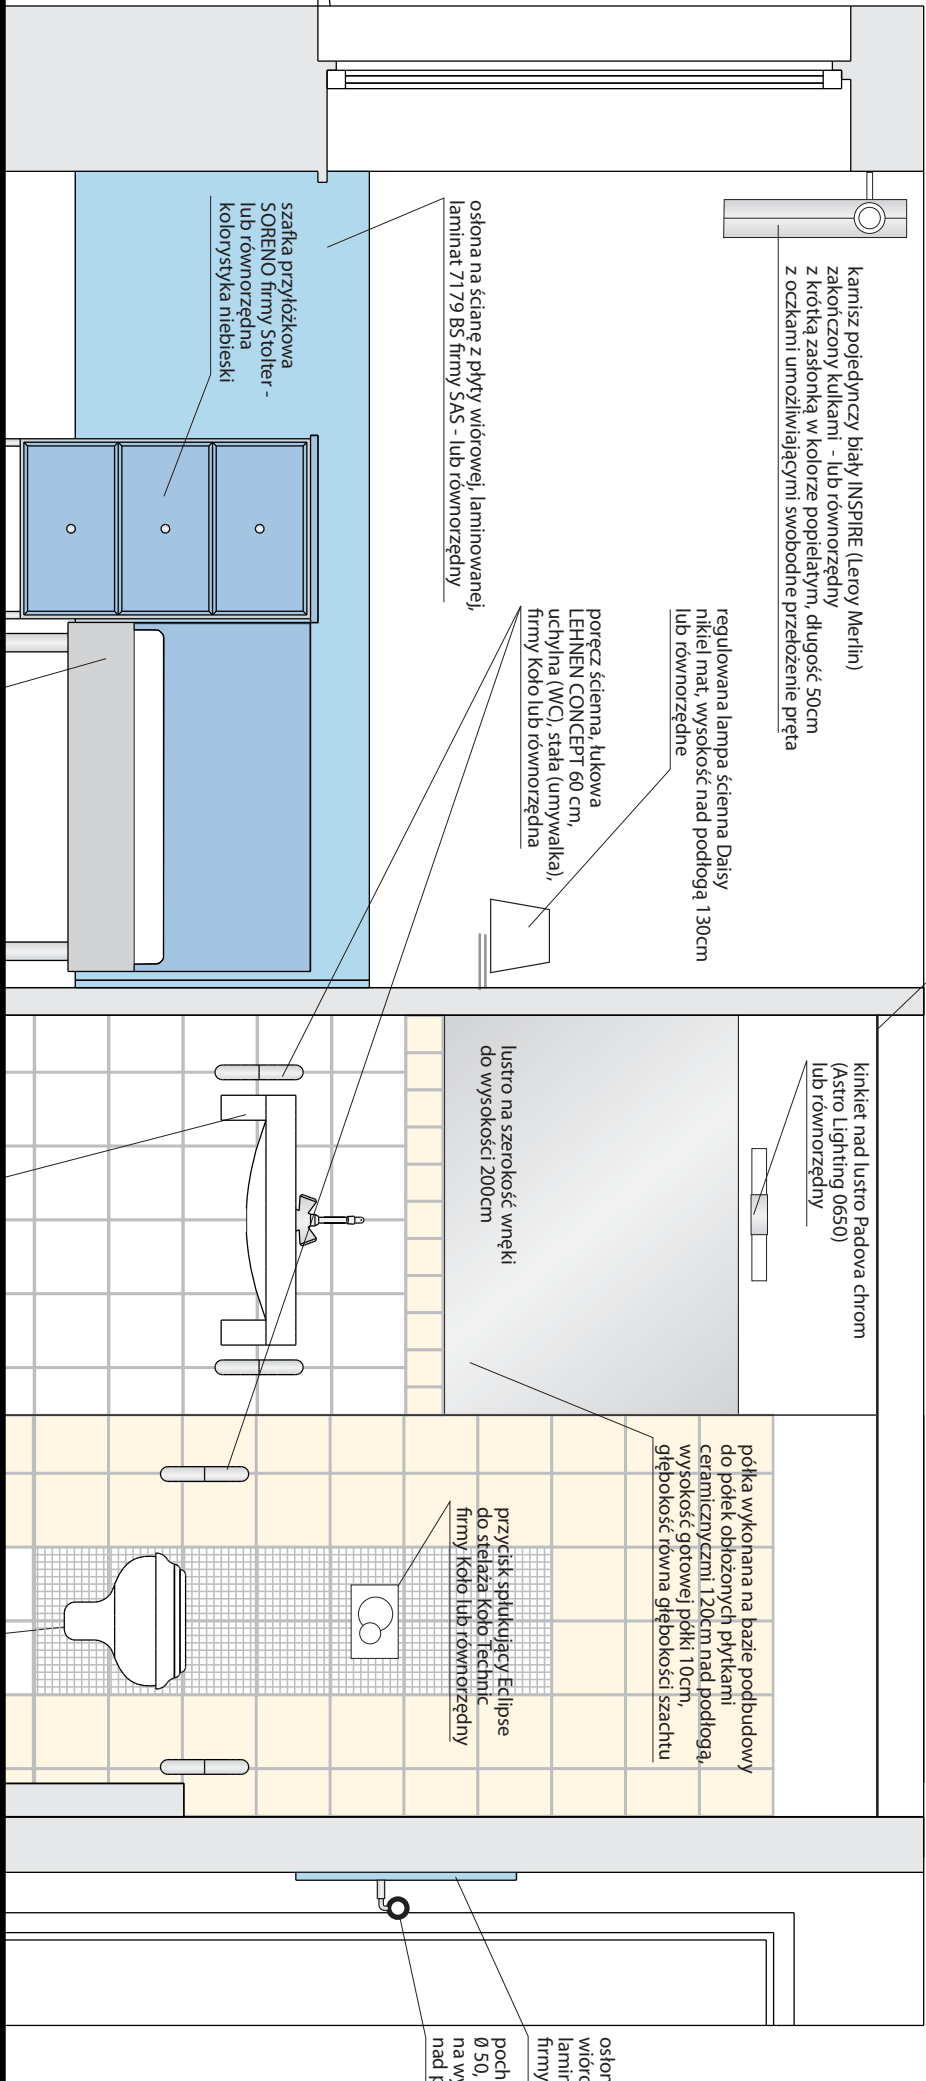 karnisz pojedynczy biały INSPIRE (Leroy Merlin)
zakończony kulkami - lub równorzędny
z krótką zasłonką w kolorze popielatym, długość 50cm
z oczkami umożliwiającymi swobodne przełożenie pręta
osłona na ścianę z płyty wiórowej, laminowanej,
laminat 7179 BS firmy SAS - lub równorzędny
szafka przyłóżkowa
SORENO firmy Stolter -
lub równorzędna
kolorystyka niebieski
regulowana lampa ścienna Daisy
nikiel mat, wysokość nad podłogą 130cm
lub równorzędne
poręcz ścienna, łukowa
LEHNEN CONCEPT 60 cm,
uchylna (WC), stała (umywalka),
firmy Koło lub równorzędna
kinkiet nad lustro Padova chrom
(Astro Lighting 0650)
lub równorzędny
lustro na szerokość wnęki
do wysokości 200cm
półka wykonana na bazie podbudowy
do półek obłożonych płytkami
ceramicznyczmi 120cm nad podłogą,
wysokość gotowej półki 10cm,
głębokość równa głębokości szachtu
przycisk spłukujący Eclipse
do stelaża Koło Technic
firmy Koło lub równorzędny
firmy
Ø 50,